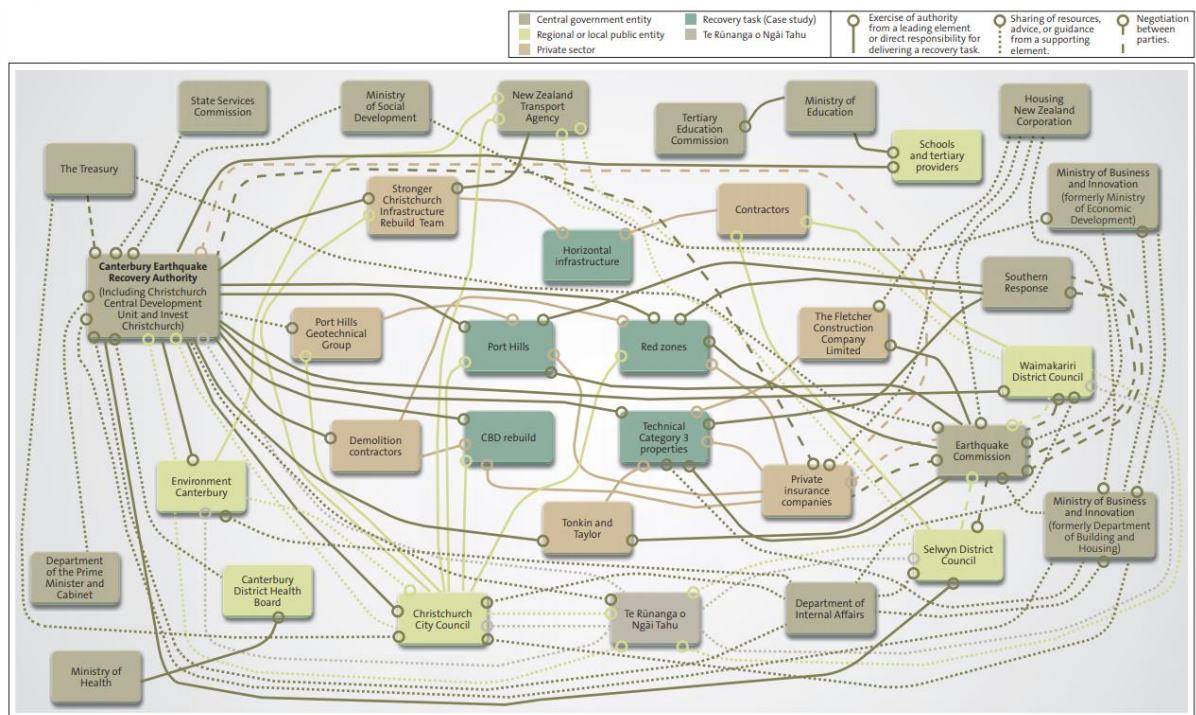 Central government entity
Regional or local public entity
Private sector
Recovery task (Case study)
Te Rūnanga o Ngāi Tahu
Exercise of authority
from a leading element
or direct responsibility for
delivering a recovery task.
Sharing of resources,
advice, or guidance
from a supporting
element.
Negotiation
between
parties.
State Services
Commission
Ministry
of Social
Development
New Zealand
Transport
Agency
Tertiary
Education
Commission
Ministry of
Education
Housing
New Zealand
Corporation
The Treasury
Stronger
Christchurch
Infrastructure
Rebuild Team
Contractors
Schools
and tertiary
providers
Ministry of Business
and Innovation
(formerly Ministry
of Economic
Development)
Horizontal
infrastructure
Canterbury Earthquake
Recovery Authority
(Including Christchurch
Central Development
Unit and Invest
Christchurch)
Southern
Response
Port Hills
Geotechnical
Group
Port Hills
Red zones
The Fletcher
Construction
Company
Limited
Waimakariri
District Council
Demolition
contractors
CBD rebuild
Technical
Category 3
properties
Earthquake
Commission
Environment
Canterbury
Private
insurance
companies
Tonkin and
Taylor
Ministry of Business
and Innovation
(formerly Department
of Building and
Housing)
Selwyn District
Council
Department
of the Prime
Minister and
Cabinet
Canterbury
District Health
Board
Christchurch
City Council
Te Rūnanga o
Ngāi Tahu
Department of
Internal Affairs
Ministry of
Health